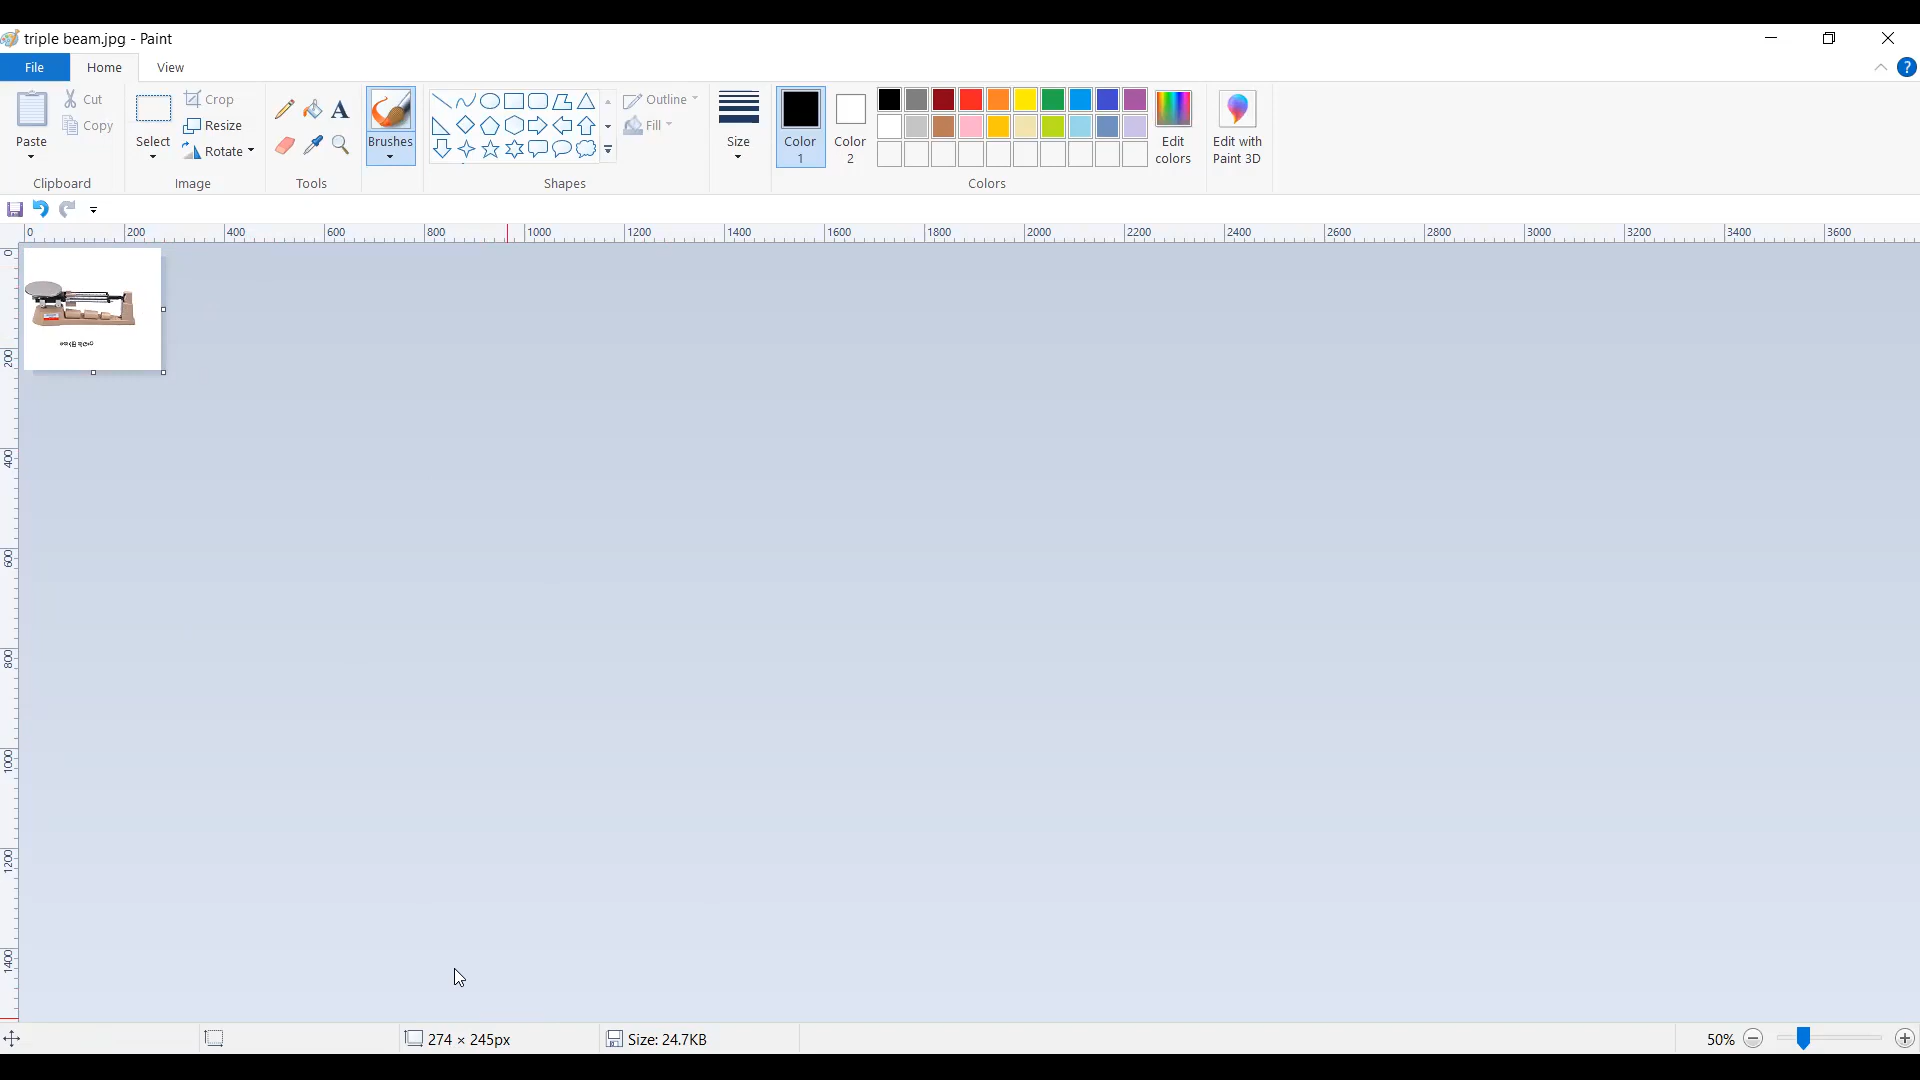 triple beam.jpg - Paint
File Home View
Paste
Cut
Copy
Clipboard
Select
Crop
Resize
Rotate
Image
Tools
Brushes
Outline
Fill
Shapes
Size
Color
1
Color
2
Edit
colors
Colors
Edit with
Paint 3D
0 200 400 600 800 1000 1200 1400 1600 1800 2000 2200 2400 2600 2800 3000 3200 3400 3600
0
200
400
600
800
1000
1200
1400
274 × 245px
Size: 24.7KB
50%